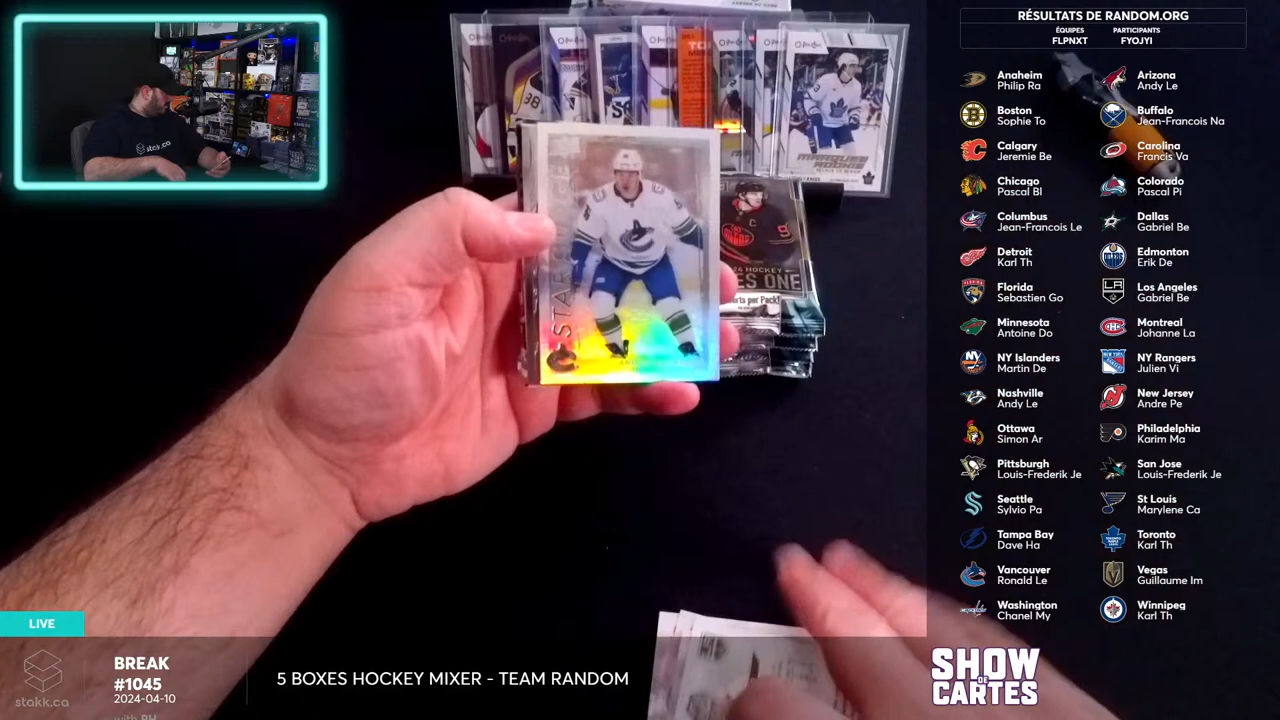 RÉSULTATS DE RANDOM.ORG
ÉQUIPES
FLPNXT
PARTICIPANTS
FYOJYI
Anaheim
Philip Ra
Arizona
Andy Le
Boston
Sophie To
Buffalo
Jean-Francois Na
Calgary
Jeremie Be
Carolina
Francis Va
Chicago
Pascal Bl
Colorado
Pascal Pi
Columbus
Jean-Francois Le
Dallas
Gabriel Be
Detroit
Karl Th
Edmonton
Erik De
Florida
Sebastien Go
Los Angeles
Gabriel Be
Minnesota
Antoine Do
Montreal
Johanne La
NY Islanders
Martin De
NY Rangers
Julien Vi
Nashville
Andy Le
New Jersey
Andre Pe
Ottawa
Simon Ar
Philadelphia
Karim Ma
Pittsburgh
Louis-Frederik Je
San Jose
Louis-Frederik Je
Seattle
Sylvio Pa
St Louis
Marylene Ca
Tampa Bay
Dave Ha
Toronto
Karl Th
Vancouver
Ronald Le
Vegas
Guillaume Im
Washington
Chanel My
Winnipeg
Karl Th
stakk.ca
MARQUEE
ROOKIE
HOCKEY
ES ONE
LIVE
stakk.ca
BREAK
#1045
2024-04-10
with PH
5 BOXES HOCKEY MIXER - TEAM RANDOM
SHOW
DE
CARTES